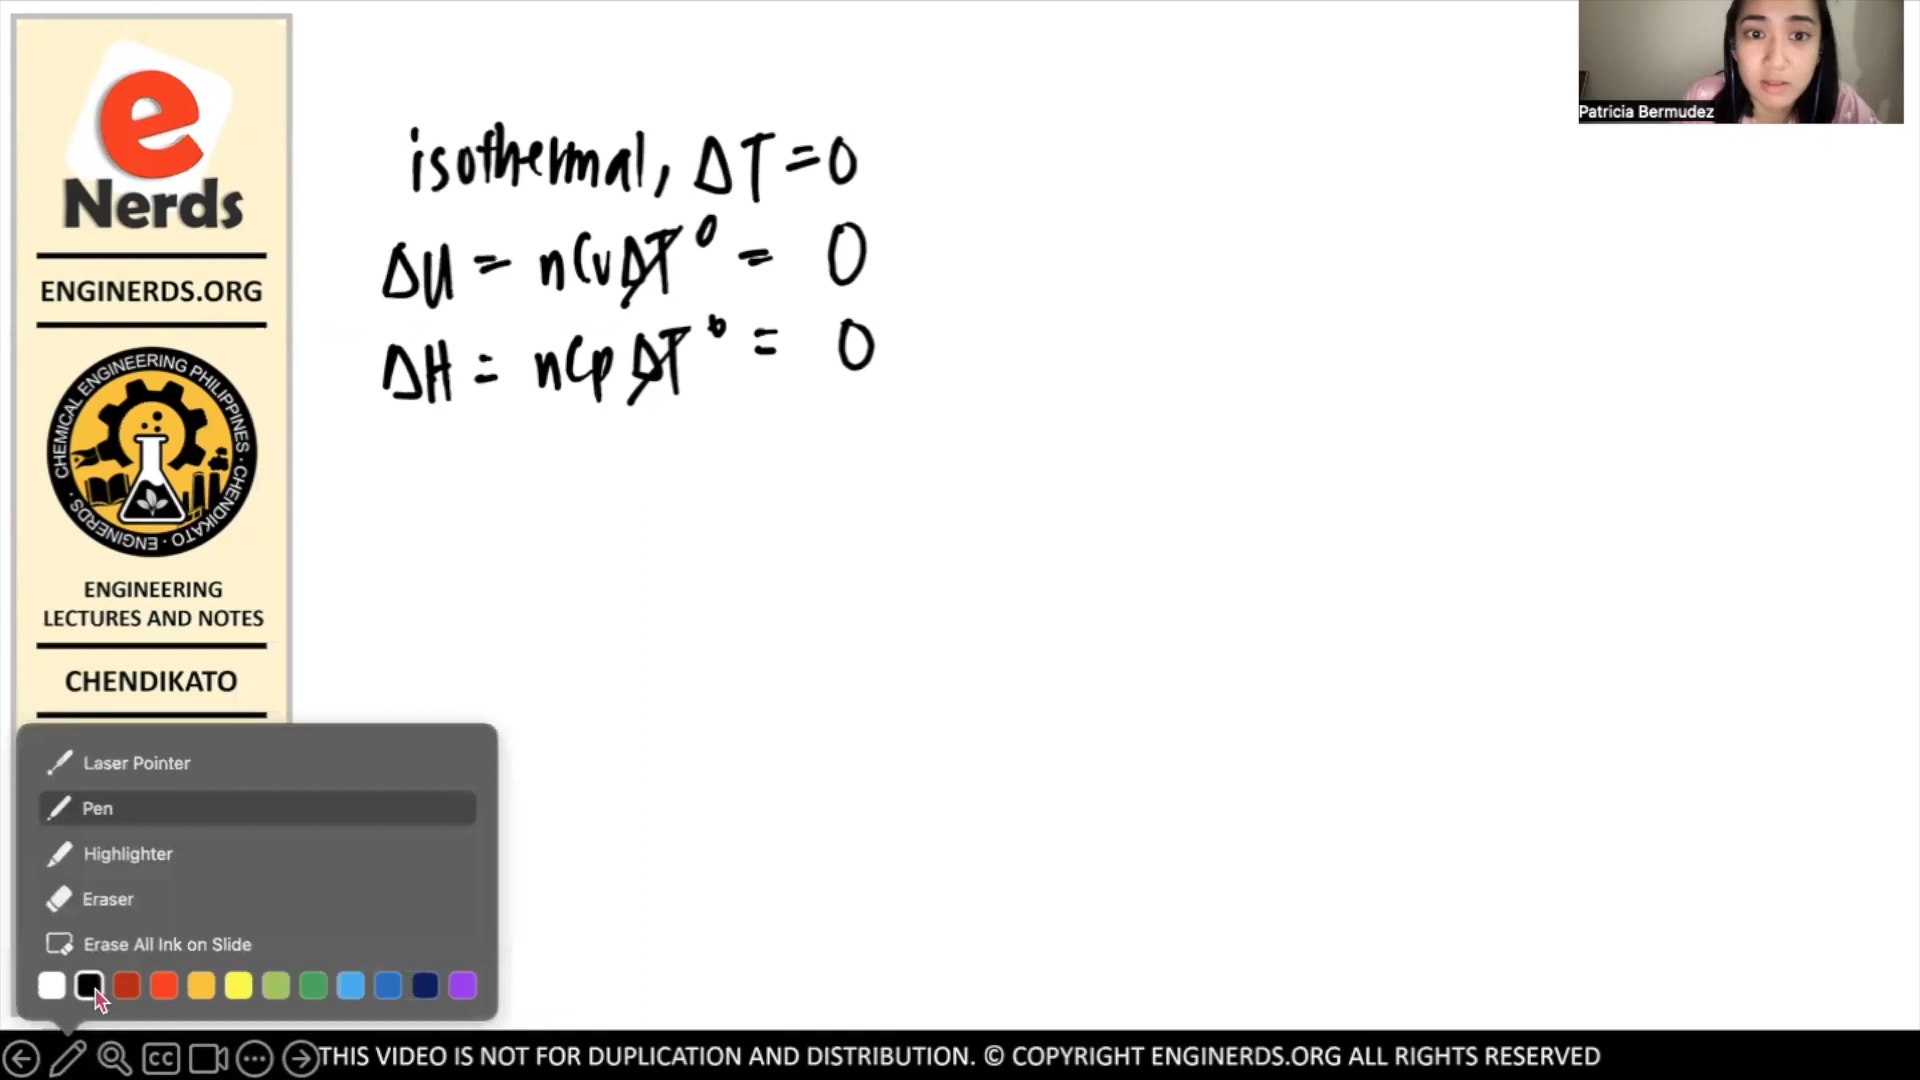 e
Nerds
ENGINERDS.ORG
CHEMICAL ENGINEERING PHILIPPINES · CHENDIKATO · ENGINERDS ·
ENGINEERING
LECTURES AND NOTES
CHENDIKATO
isothermal, ΔT = 0
ΔU = nCvΔT⁰ = 0
ΔH = nCpΔT⁰ = 0
Patricia Bermudez
Laser Pointer
Pen
Highlighter
Eraser
Erase All Ink on Slide
CC
THIS VIDEO IS NOT FOR DUPLICATION AND DISTRIBUTION. © COPYRIGHT ENGINERDS.ORG ALL RIGHTS RESERVED